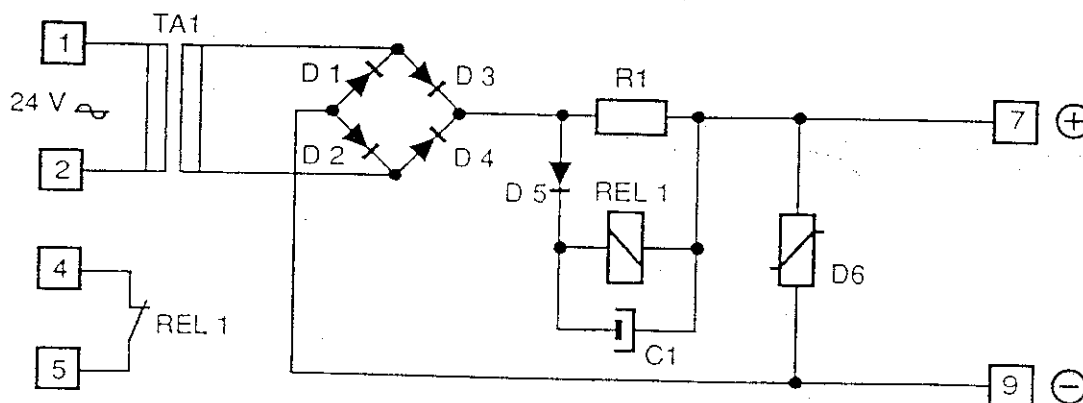 TA1
1
24 V
2
D 1
D 3
D 2
D 4
R1
7 +
D 5
REL 1
D6
C1
4
REL 1
5
9 −